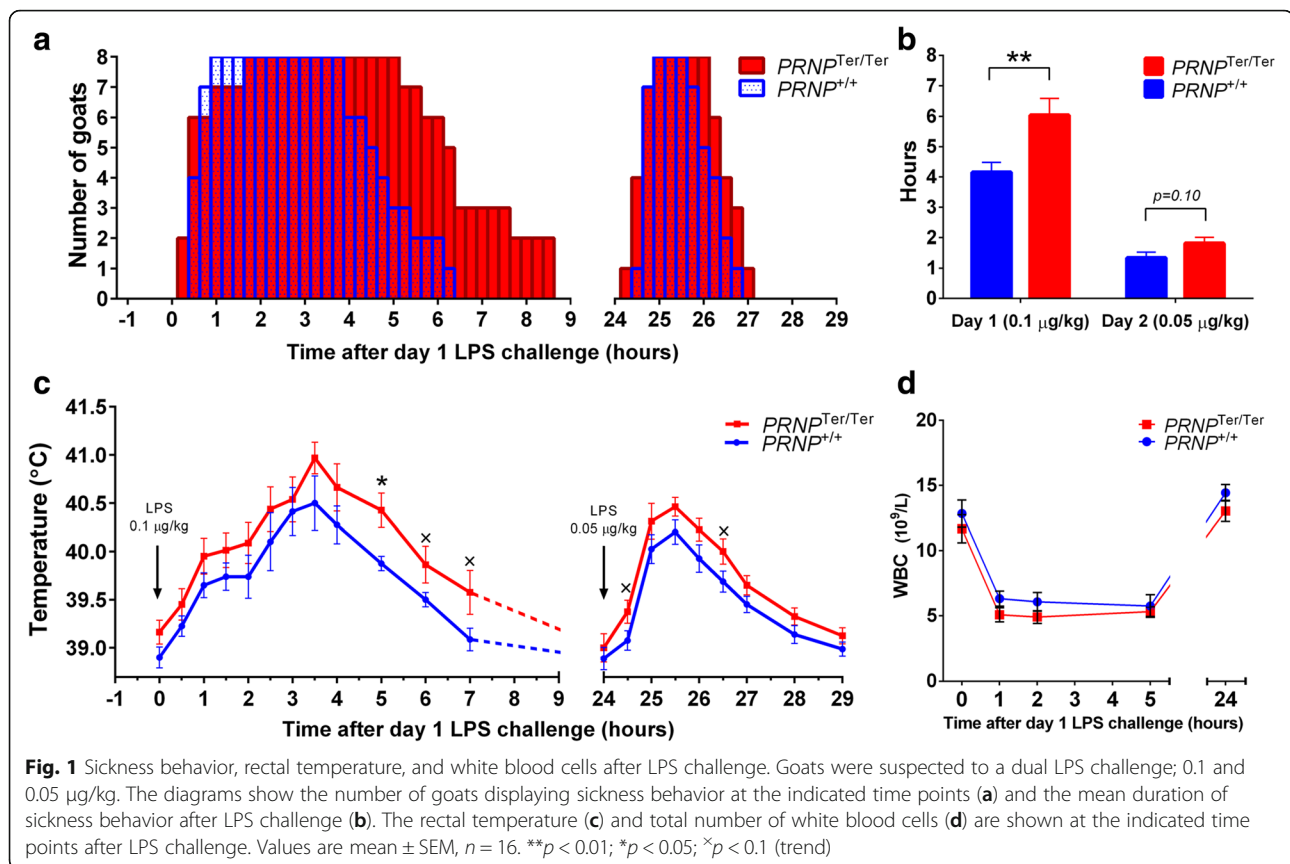 a
8
7
6
5
4
3
2
1
0
Number of goats
PRNP^Ter/Ter
PRNP^+/+
-1 0 1 2 3 4 5 6 7 8 9 24 25 26 27 28 29
Time after day 1 LPS challenge (hours)
b
8
7
6
5
4
3
2
1
0
Hours
**
PRNP^Ter/Ter
PRNP^+/+
p=0.10
Day 1 (0.1 μg/kg) Day 2 (0.05 μg/kg)
c
41.5
41.0
40.5
40.0
39.5
39.0
Temperature (°C)
LPS
0.1 μg/kg
*
×
×
LPS
0.05 μg/kg
×
×
PRNP^Ter/Ter
PRNP^+/+
-1 0 1 2 3 4 5 6 7 8 9 24 25 26 27 28 29
Time after day 1 LPS challenge (hours)
d
20
15
10
5
0
WBC (10^9/L)
PRNP^Ter/Ter
PRNP^+/+
0 1 2 3 4 5 24
Time after day 1 LPS challenge (hours)
Fig. 1 Sickness behavior, rectal temperature, and white blood cells after LPS challenge. Goats were suspected to a dual LPS challenge; 0.1 and
0.05 μg/kg. The diagrams show the number of goats displaying sickness behavior at the indicated time points (a) and the mean duration of
sickness behavior after LPS challenge (b). The rectal temperature (c) and total number of white blood cells (d) are shown at the indicated time
points after LPS challenge. Values are mean ± SEM, n = 16. **p < 0.01; *p < 0.05; ×p < 0.1 (trend)